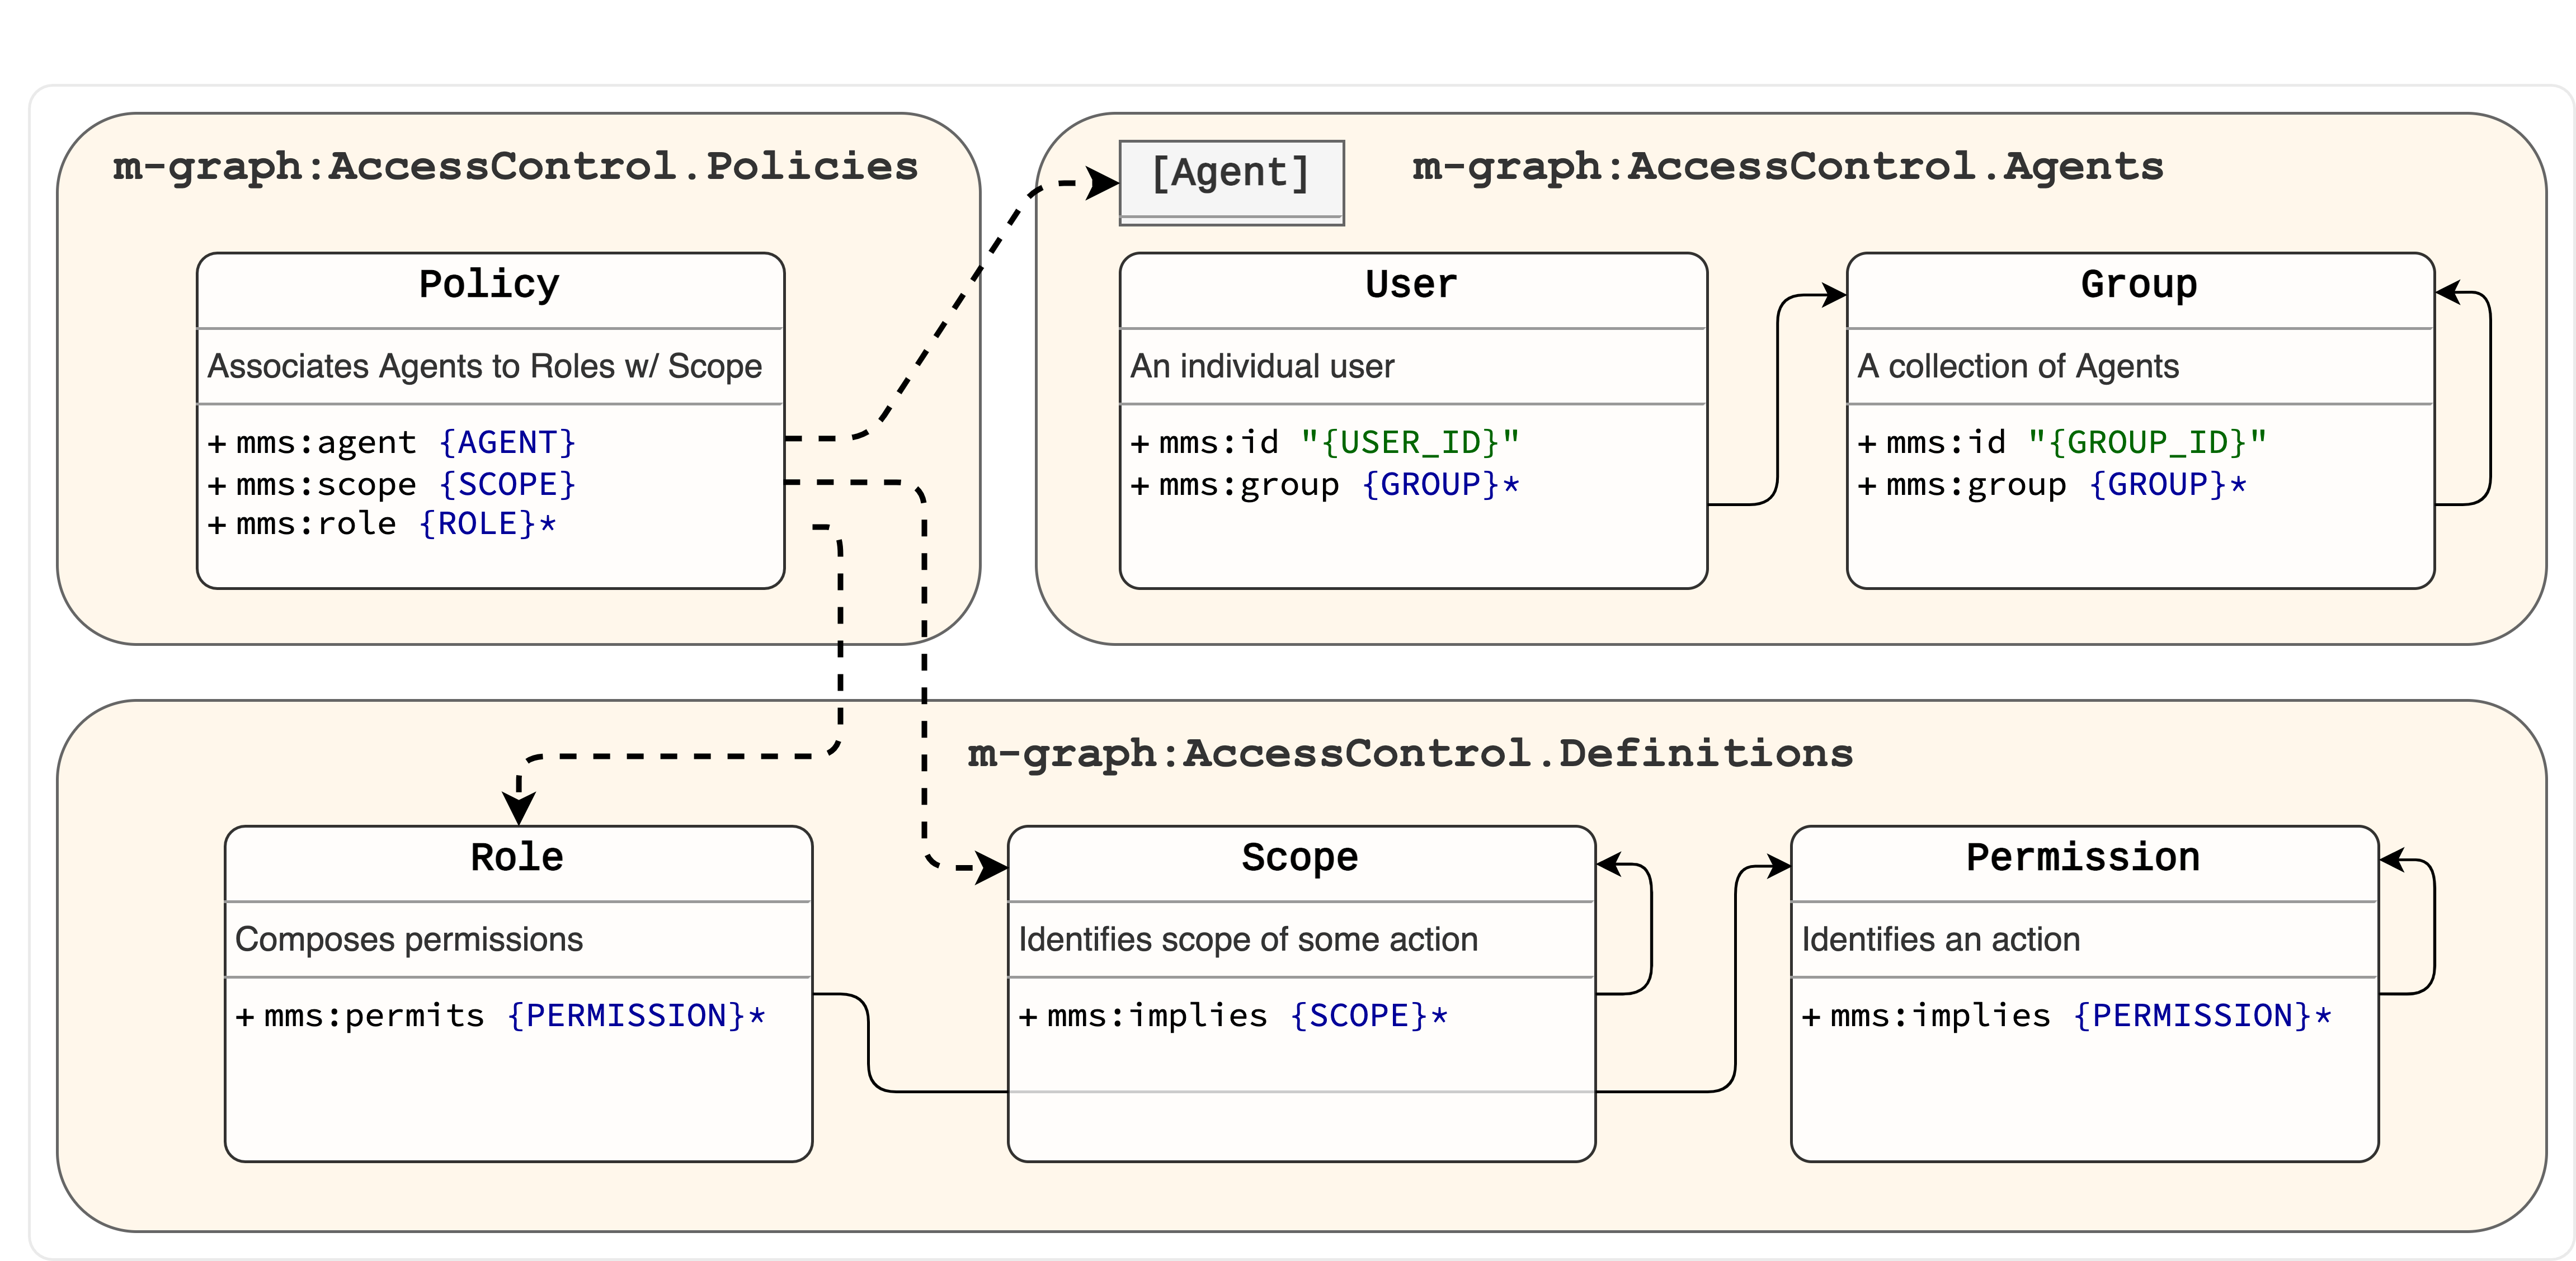 m-graph:AccessControl.Policies
Policy
Associates Agents to Roles w/ Scope
+ mms:agent {AGENT}
+ mms:scope {SCOPE}
+ mms:role {ROLE}*
[Agent]
m-graph:AccessControl.Agents
User
An individual user
+ mms:id "{USER_ID}"
+ mms:group {GROUP}*
Group
A collection of Agents
+ mms:id "{GROUP_ID}"
+ mms:group {GROUP}*
m-graph:AccessControl.Definitions
Role
Composes permissions
+ mms:permits {PERMISSION}*
Scope
Identifies scope of some action
+ mms:implies {SCOPE}*
Permission
Identifies an action
+ mms:implies {PERMISSION}*